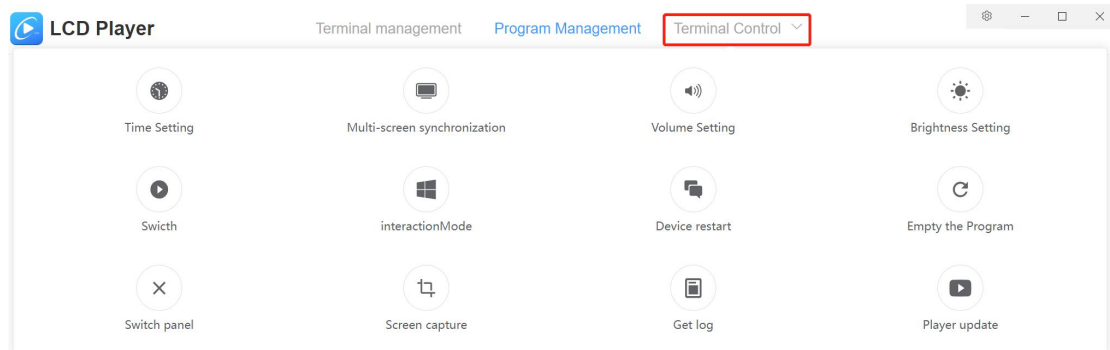 LCD Player
Terminal management Program Management Terminal Control
Time Setting Multi-screen synchronization Volume Setting Brightness Setting
Swicth interactionMode Device restart Empty the Program
Switch panel Screen capture Get log Player update